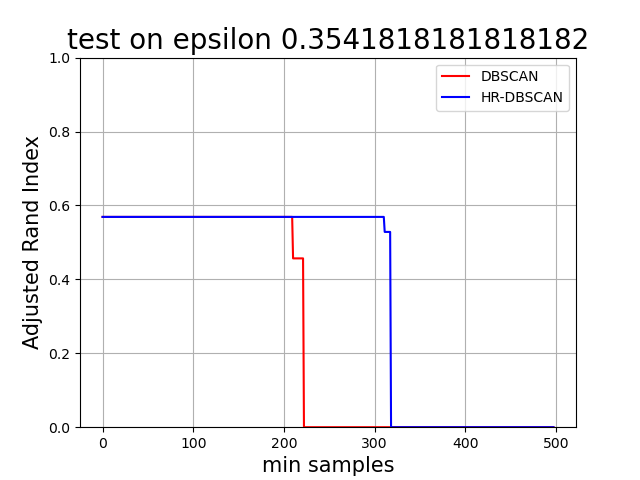 test on epsilon 0.3541818181818182
DBSCAN
HR-DBSCAN
Adjusted Rand Index
1.0
0.8
0.6
0.4
0.2
0.0
0 100 200 300 400 500
min samples